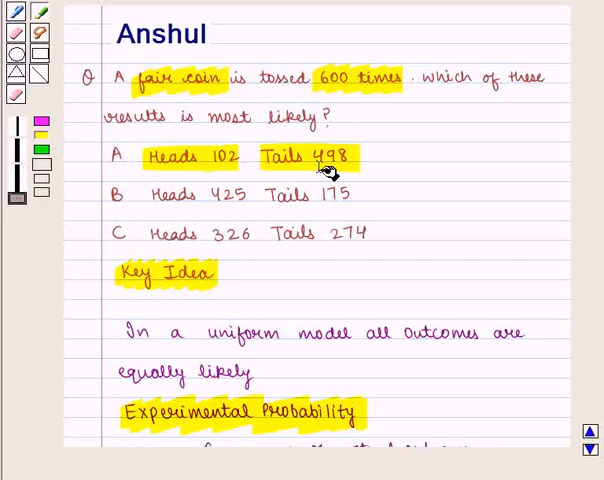 Anshul
Q A fair coin is tossed 600 times. which of these
results is most likely?
A Heads 102 Tails 498
B Heads 425 Tails 175
C Heads 326 Tails 274
Key Idea
In a uniform model all outcomes are
equally likely
Experimental Probability